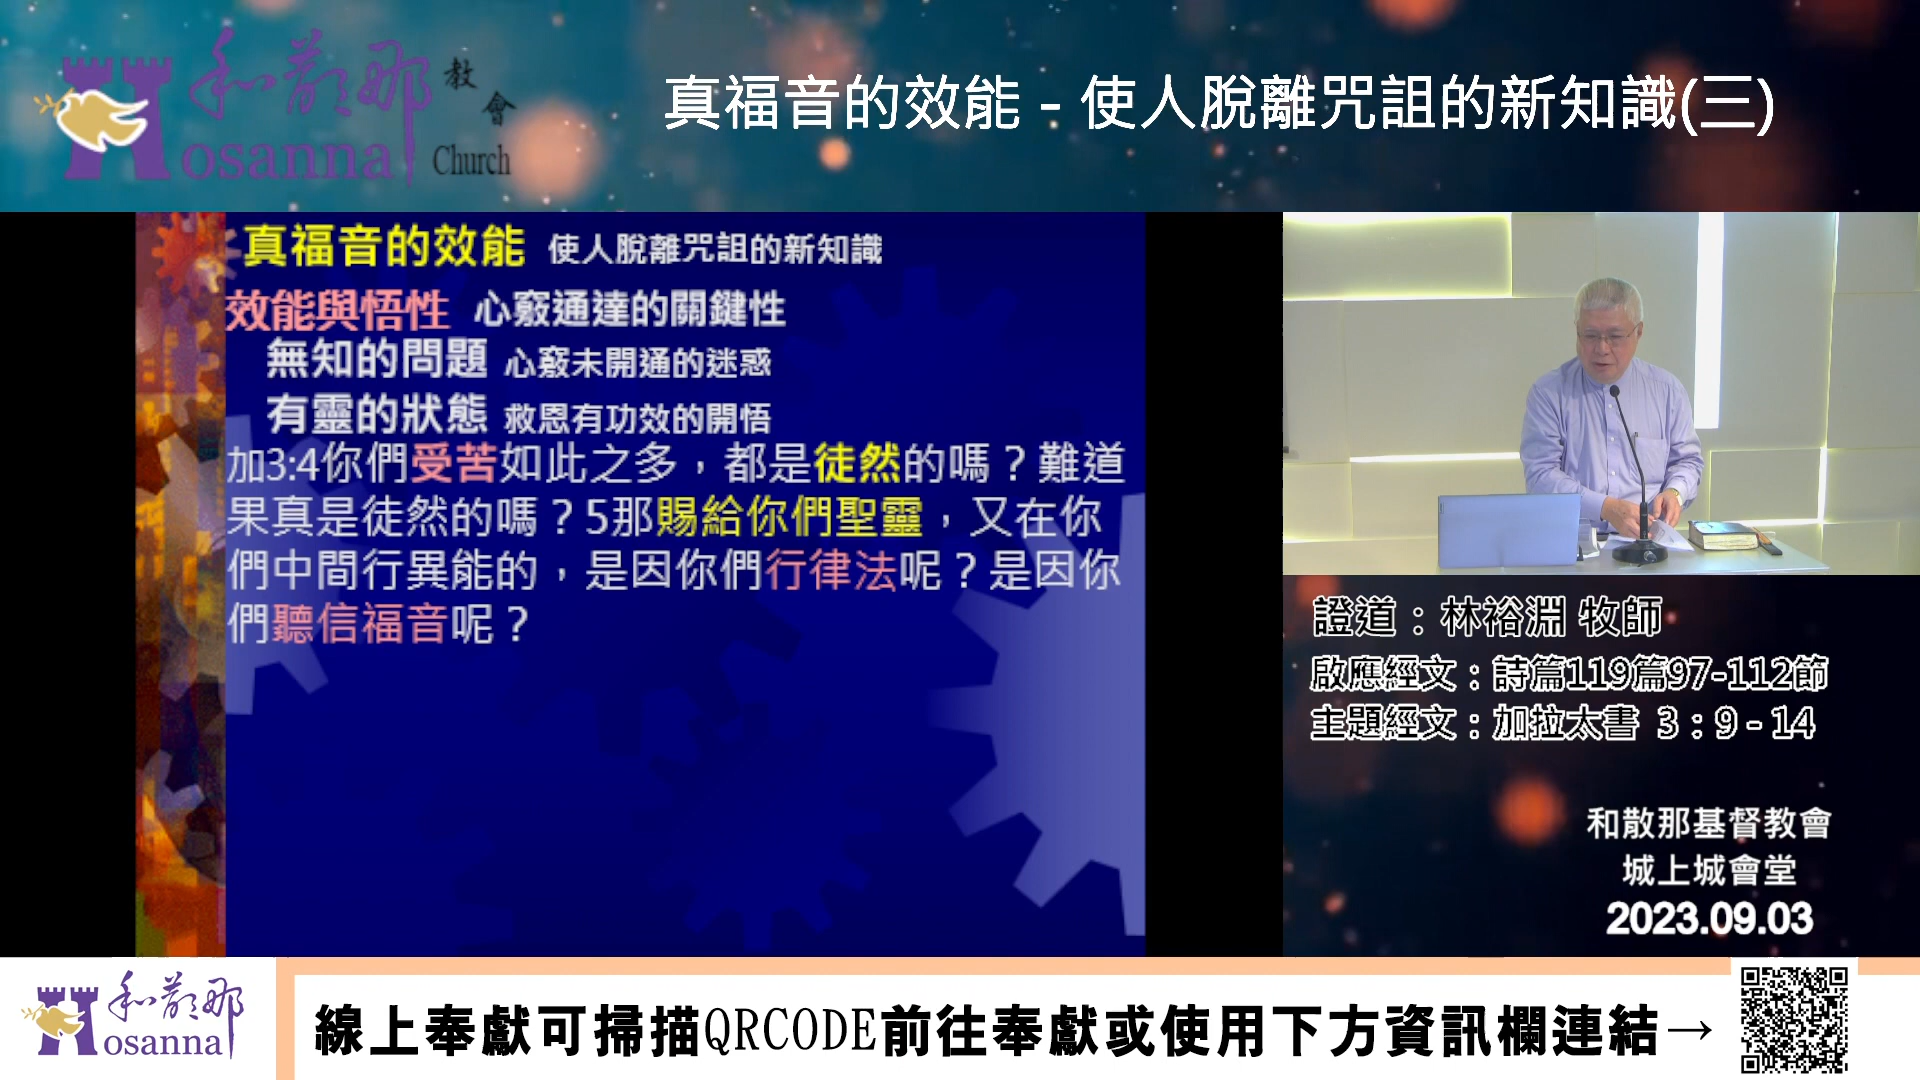 和散那
教會
osanna
Church
真福音的效能 - 使人脫離咒詛的新知識(三)
真福音的效能 使人脫離咒詛的新知識
效能與悟性 心竅通達的關鍵性
無知的問題 心竅未開通的迷惑
有靈的狀態 救恩有功效的開悟
加3:4你們受苦如此之多，都是徒然的嗎？難道
果真是徒然的嗎？5那賜給你們聖靈，又在你
們中間行異能的，是因你們行律法呢？是因你
們聽信福音呢？
證道：林裕淵 牧師
啟應經文：詩篇119篇97-112節
主題經文：加拉太書 3：9 - 14
和散那基督教會
城上城會堂
2023.09.03
和散那
osanna
線上奉獻可掃描QRCODE前往奉獻或使用下方資訊欄連結→